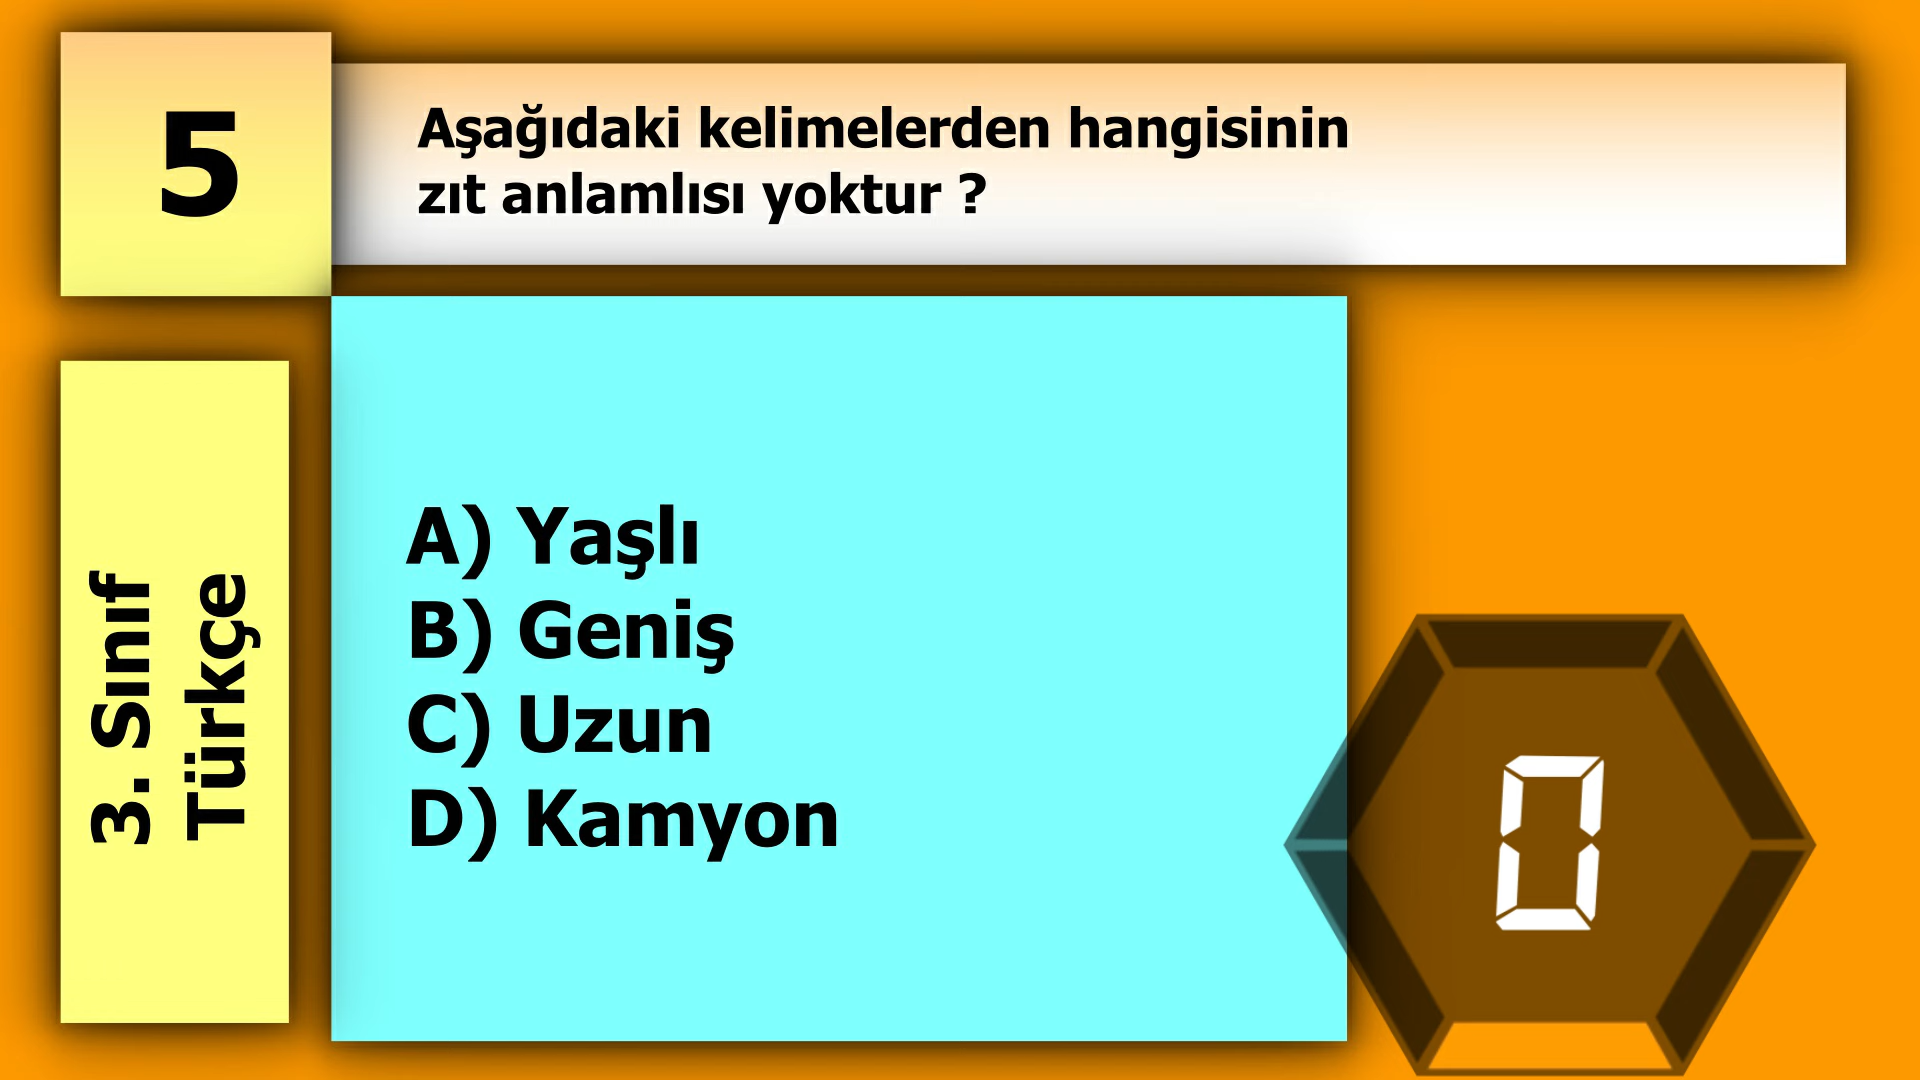 5
Aşağıdaki kelimelerden hangisinin
zıt anlamlısı yoktur ?
3. Sınıf
Türkçe
A) Yaşlı
B) Geniş
C) Uzun
D) Kamyon
0